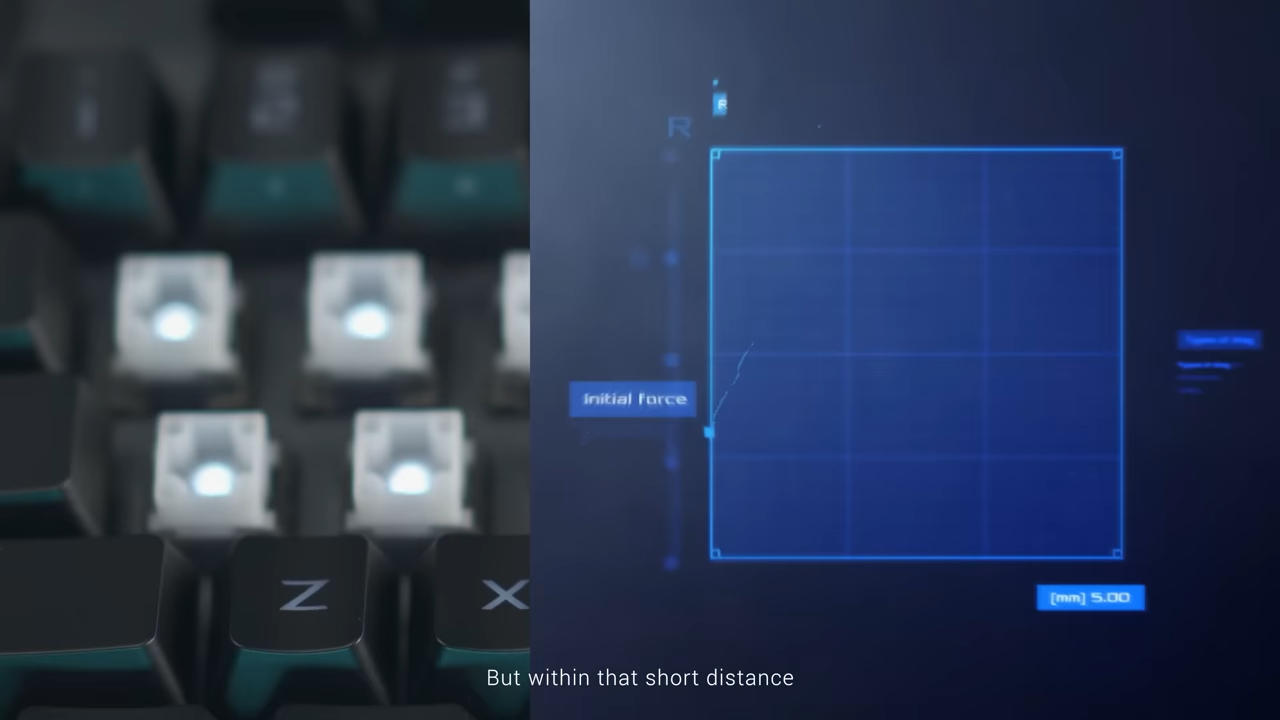 R
R
Initial force
[mm] 5.00
Z
X
But within that short distance